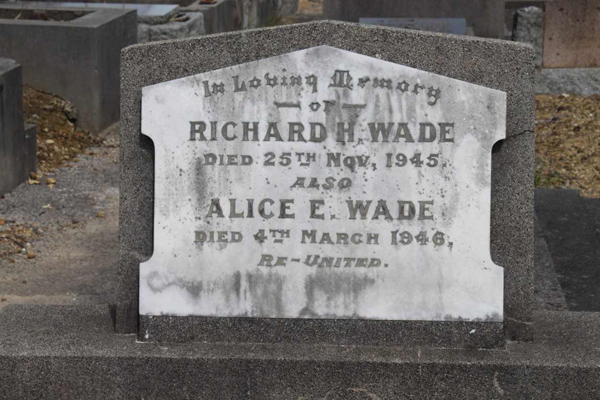 In Loving Memory
— OF —
RICHARD H. WADE
DIED 25TH NOV, 1945.
ALSO
ALICE E. WADE
DIED 4TH MARCH 1946,
RE-UNITED.